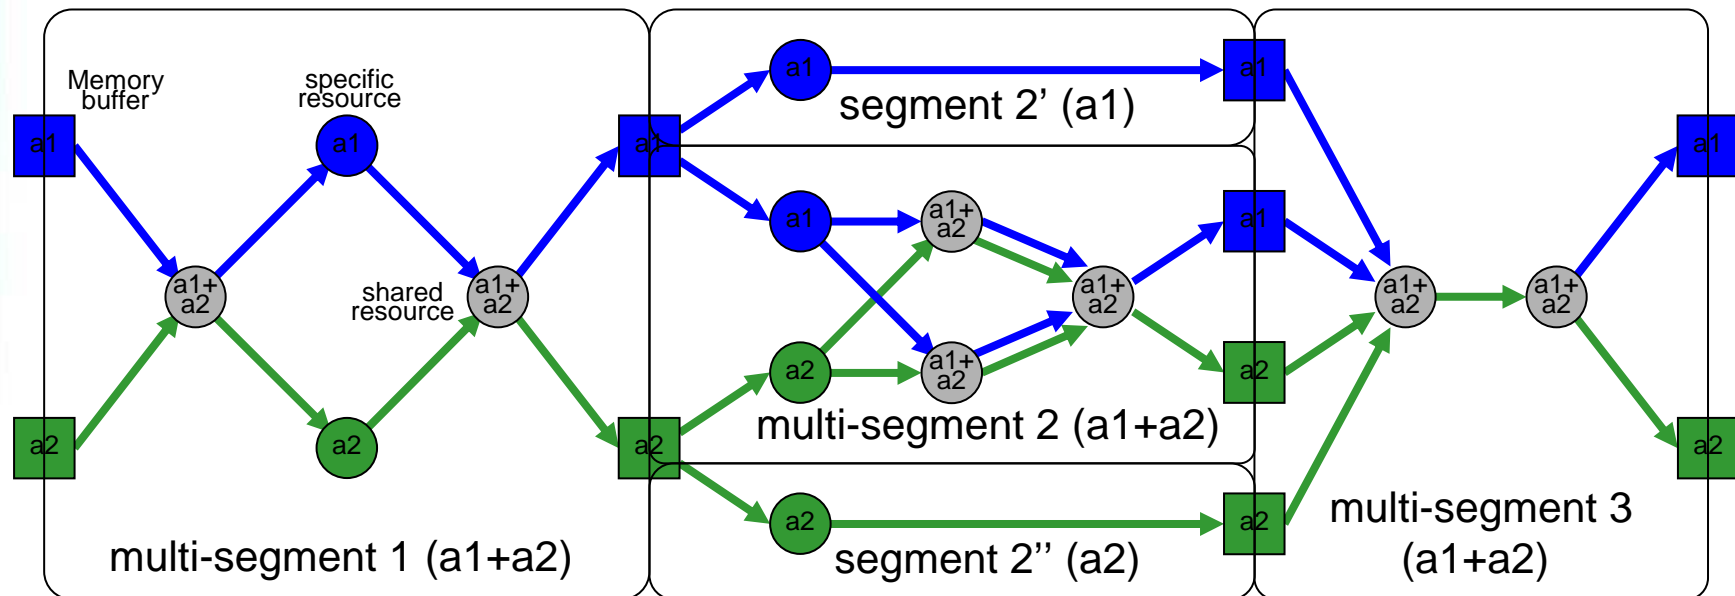 Memory
buffer
specific
resource
a1
a1
a1
a1+
a2
shared
resource
a1+
a2
a2
a2
a2
multi-segment 1 (a1+a2)
a1
a1
segment 2' (a1)
a1
a1+
a2
a1
a1+
a2
a2
a1+
a2
a2
multi-segment 2 (a1+a2)
a2
a2
segment 2'' (a2)
a1+
a2
a1+
a2
a1
a2
multi-segment 3
(a1+a2)